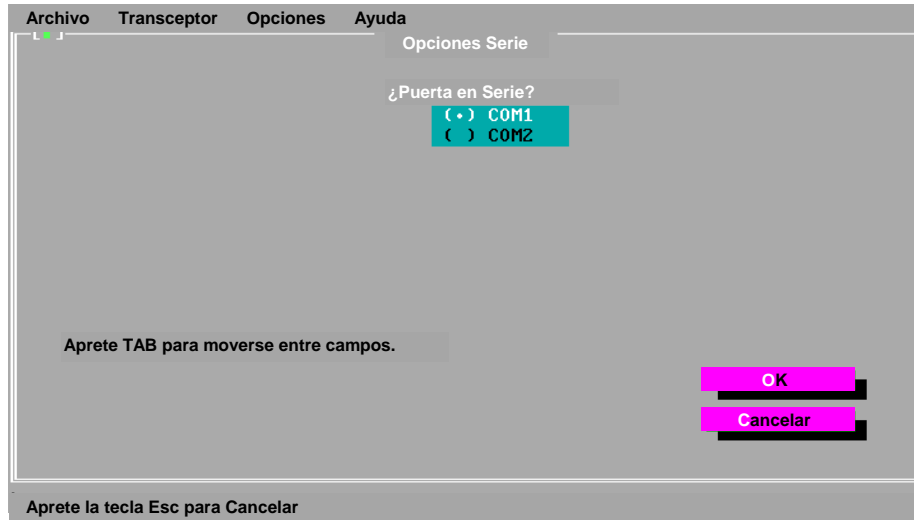 Archivo Transceptor Opciones Ayuda
[■]
Opciones Serie
¿Puerta en Serie?
(•) COM1
( ) COM2
Aprete TAB para moverse entre campos.
OK
Cancelar
Aprete la tecla Esc para Cancelar